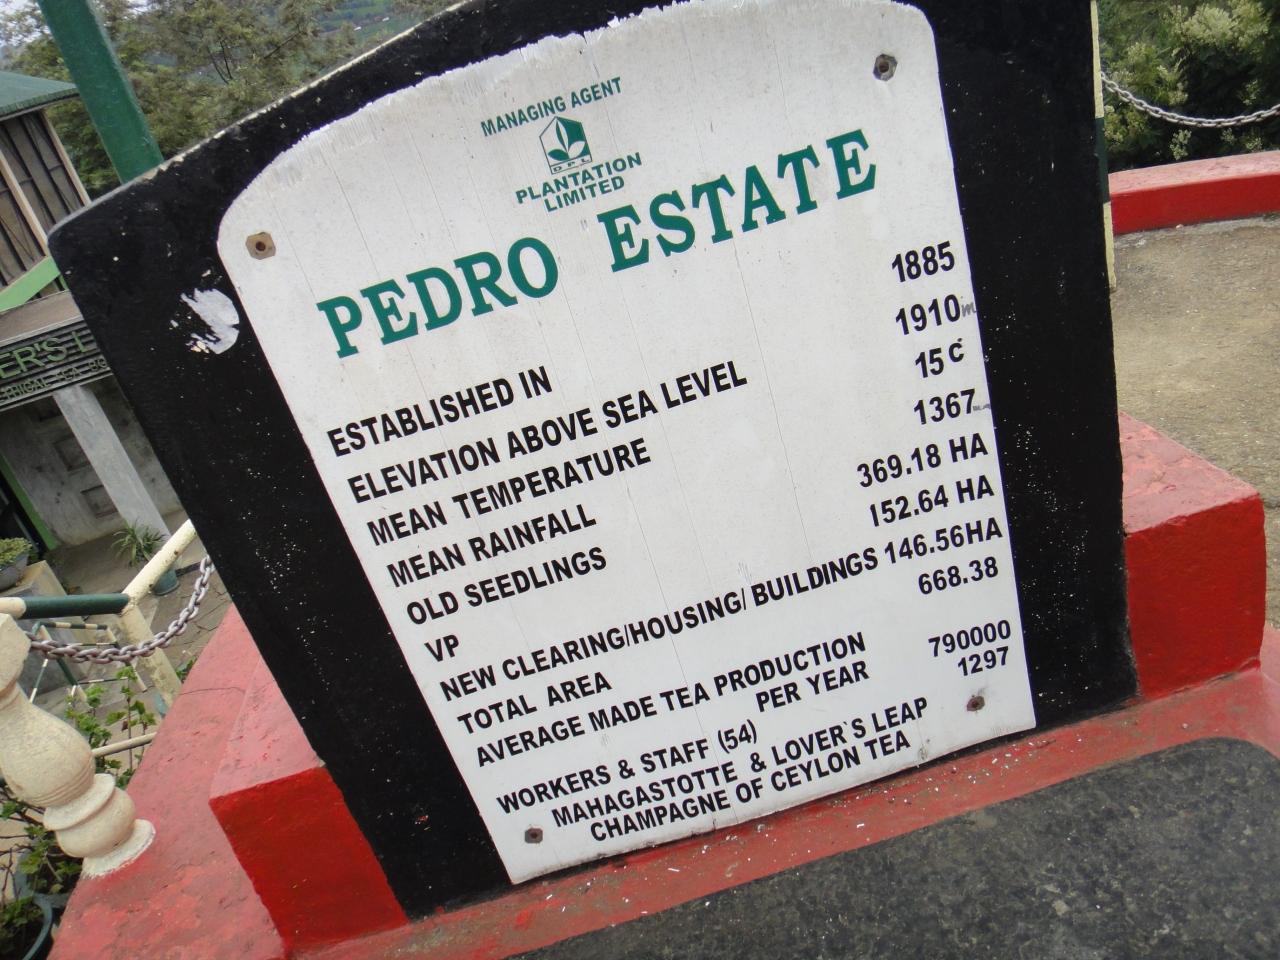 MANAGING AGENT
DPL
PLANTATION
LIMITED
PEDRO ESTATE
ESTABLISHED IN 1885
ELEVATION ABOVE SEA LEVEL 1910m
MEAN TEMPERATURE 15 C
MEAN RAINFALL 1367
OLD SEEDLINGS 369.18 HA
VP 152.64 HA
NEW CLEARING/HOUSING/ BUILDINGS 146.56HA
TOTAL AREA 668.38
AVERAGE MADE TEA PRODUCTION
PER YEAR 790000
WORKERS & STAFF (54) 1297
MAHAGASTOTTE & LOVER`S LEAP
CHAMPAGNE OF CEYLON TEA
ER'S